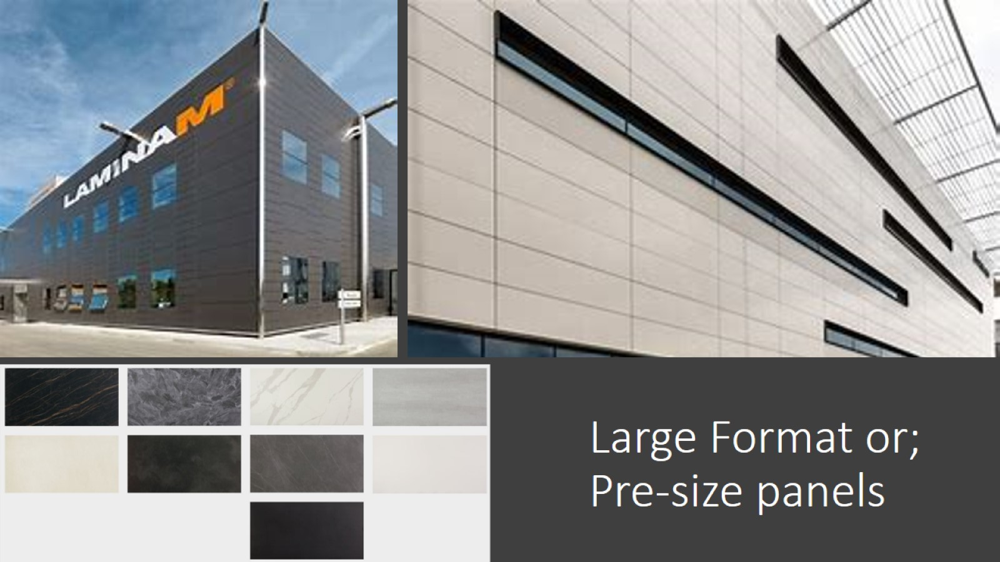 LAMINAM®
Large Format or;
Pre-size panels